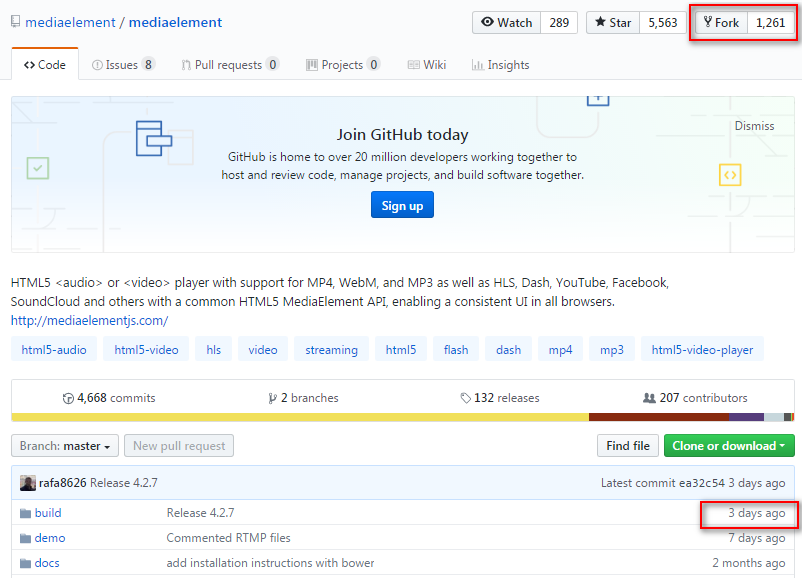 mediaelement / mediaelement
Watch 289 Star 5,563 Fork 1,261
Code Issues 8 Pull requests 0 Projects 0 Wiki Insights
Join GitHub today
Dismiss
GitHub is home to over 20 million developers working together to
host and review code, manage projects, and build software together.
Sign up
HTML5 <audio> or <video> player with support for MP4, WebM, and MP3 as well as HLS, Dash, YouTube, Facebook,
SoundCloud and others with a common HTML5 MediaElement API, enabling a consistent UI in all browsers.
http://mediaelementjs.com/
html5-audio html5-video hls video streaming html5 flash dash mp4 mp3 html5-video-player
4,668 commits 2 branches 132 releases 207 contributors
Branch: master New pull request Find file Clone or download
rafa8626 Release 4.2.7 Latest commit ea32c54 3 days ago
build Release 4.2.7 3 days ago
demo Commented RTMP files 7 days ago
docs add installation instructions with bower 2 months ago